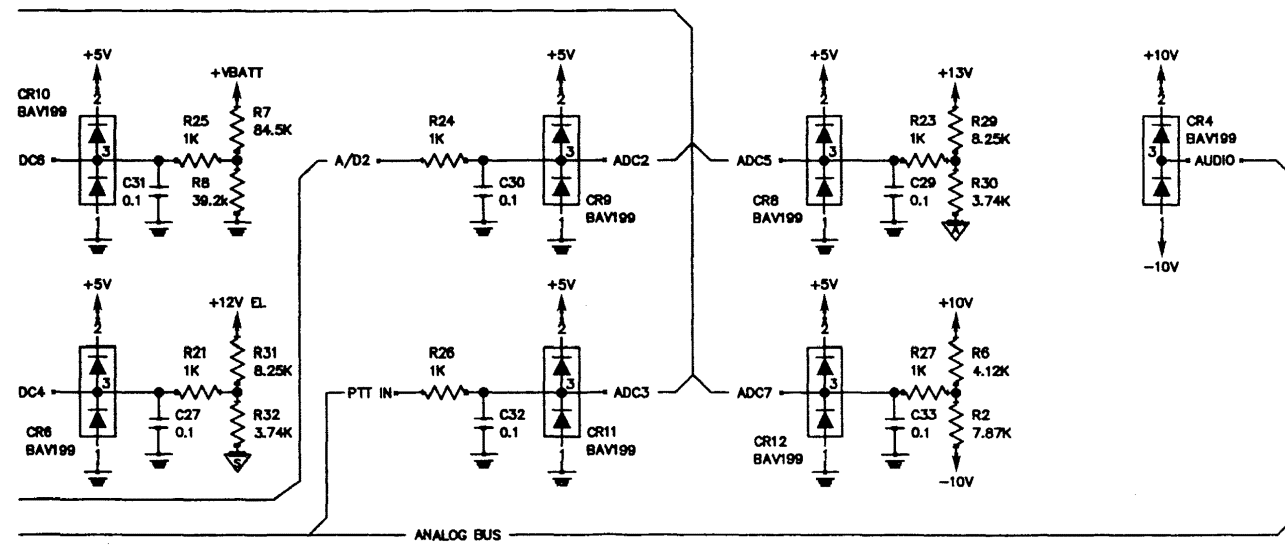 +5V
CR10
BAV199
2
3
1
DC6
C31
0.1
R25
1K
+VBATT
R7
84.5K
R8
39.2k
A/D2
R24
1K
C30
0.1
+5V
2
3
1
CR9
BAV199
ADC2
ADC5
+5V
2
3
1
CR8
BAV199
C29
0.1
R23
1K
+13V
R29
8.25K
R30
3.74K
A
+10V
2
3
1
CR4
BAV199
AUDIO
-10V
+5V
2
3
1
DC4
CR6
BAV199
C27
0.1
R21
1K
+12V EL
R31
8.25K
R32
3.74K
S
PTT IN
R26
1K
C32
0.1
+5V
2
3
1
CR11
BAV199
ADC3
ADC7
+5V
2
3
1
CR12
BAV199
C33
0.1
R27
1K
+10V
R6
4.12K
R2
7.87K
-10V
ANALOG BUS